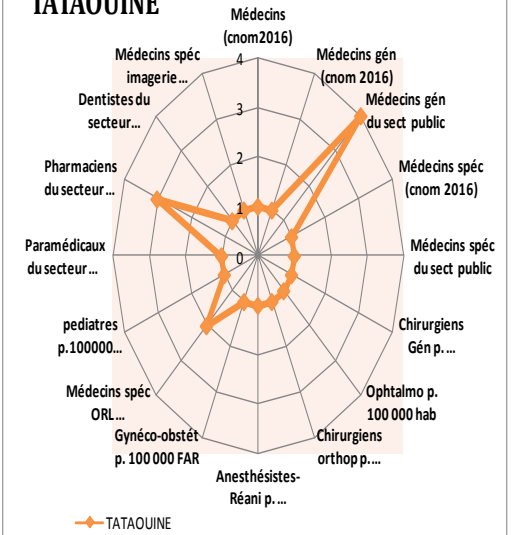 TATAOUINE
Médecins
(cnom2016)
Médecins gén
(cnom 2016)
Médecins gén
du sect public
Médecins spéc
(cnom 2016)
Médecins spéc
du sect public
Chirurgiens
Gén p. ...
Ophtalmo p.
100 000 hab
Chirurgiens
orthop p. ...
Anesthésistes-
Réani p. ...
Gynéco-obstét
p. 100 000 FAR
Médecins spéc
ORL...
pediatres
p.100000...
Paramédicaux
du secteur...
Pharmaciens
du secteur...
Dentistes du
secteur...
Médecins spéc
imagerie...
4
3
2
1
0
TATAOUINE